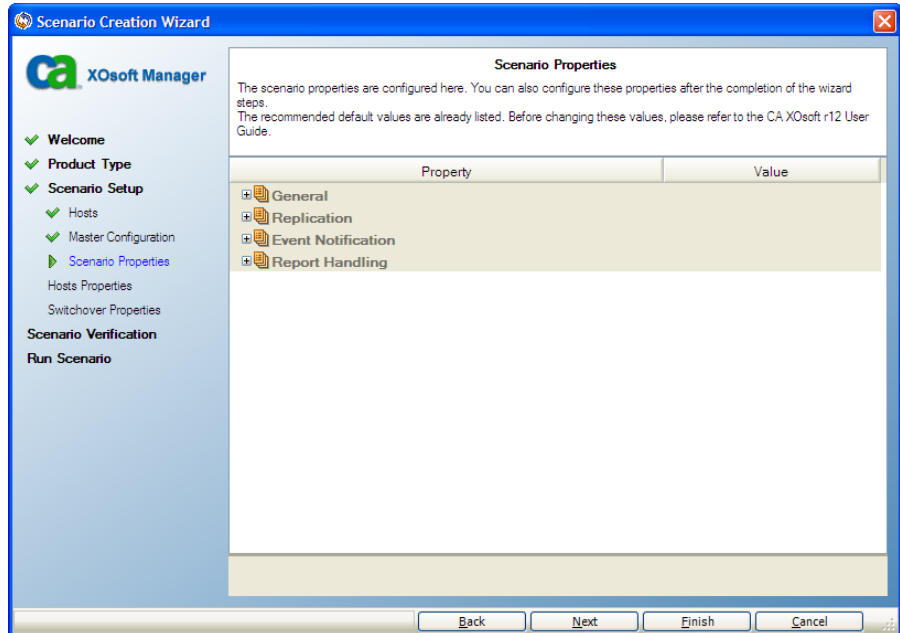 Scenario Creation Wizard
ca
XOsoft Manager
Welcome
Product Type
Scenario Setup
Hosts
Master Configuration
Scenario Properties
Hosts Properties
Switchover Properties
Scenario Verification
Run Scenario
Scenario Properties
The scenario properties are configured here. You can also configure these properties after the completion of the wizard
steps.
The recommended default values are already listed. Before changing these values, please refer to the CA XOsoft r12 User
Guide.
Property Value
General
Replication
Event Notification
Report Handling
Back Next Finish Cancel